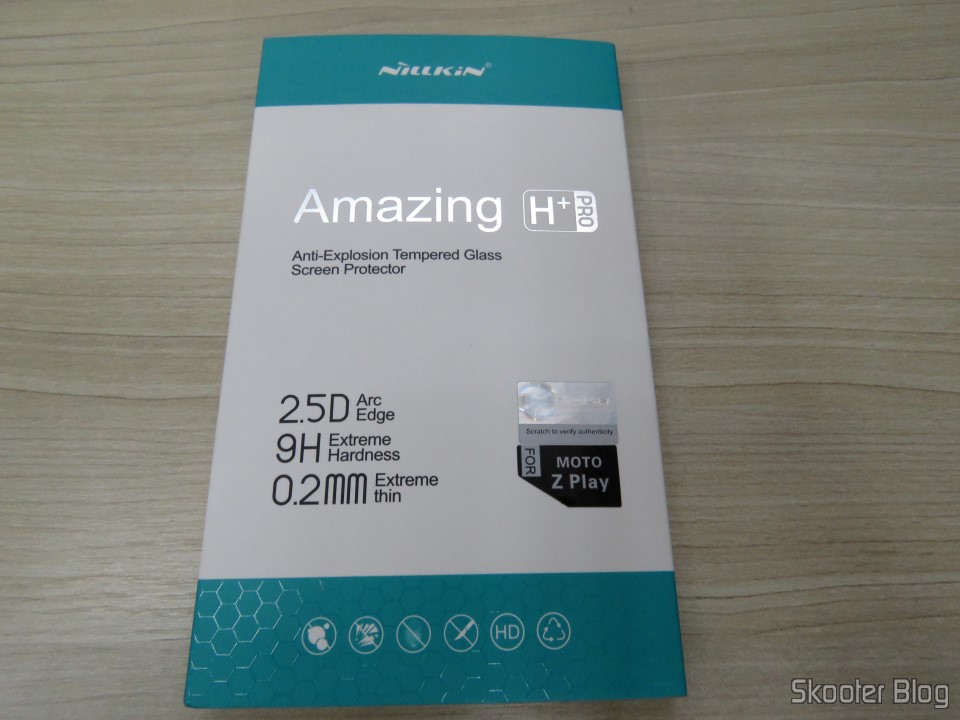 NiLLKiN®
Amazing H+ PRO
Anti-Explosion Tempered Glass
Screen Protector
2.5D Arc Edge
9H Extreme Hardness
0.2mm Extreme thin
Scratch to verify authenticity
FOR MOTO
Z Play
HD
Skooter Blog